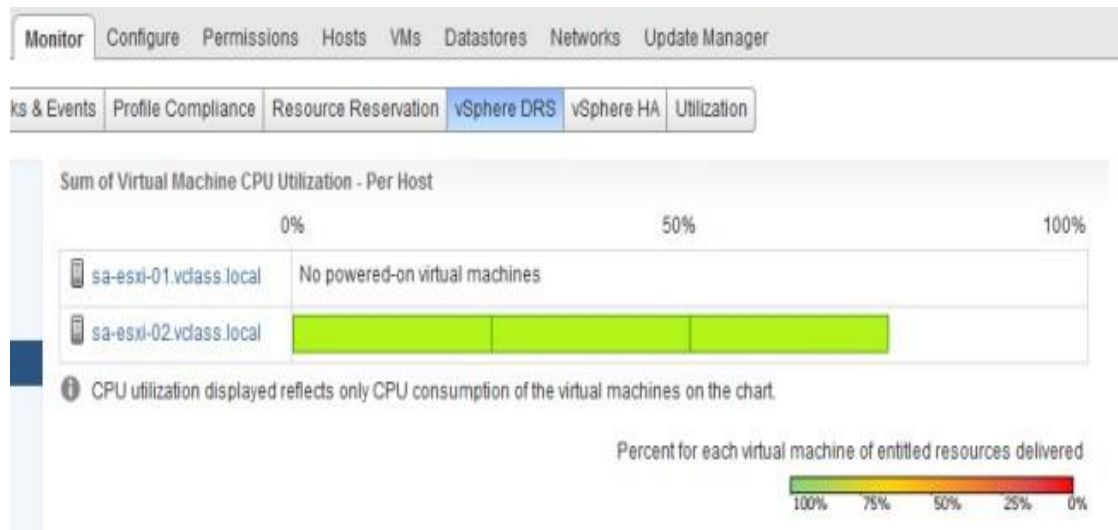 Monitor Configure Permissions Hosts VMs Datastores Networks Update Manager
ks & Events Profile Compliance Resource Reservation vSphere DRS vSphere HA Utilization
Sum of Virtual Machine CPU Utilization - Per Host
0% 50% 100%
sa-esxi-01.vclass.local No powered-on virtual machines
sa-esxi-02.vclass.local
CPU utilization displayed reflects only CPU consumption of the virtual machines on the chart.
Percent for each virtual machine of entitled resources delivered
100% 75% 50% 25% 0%